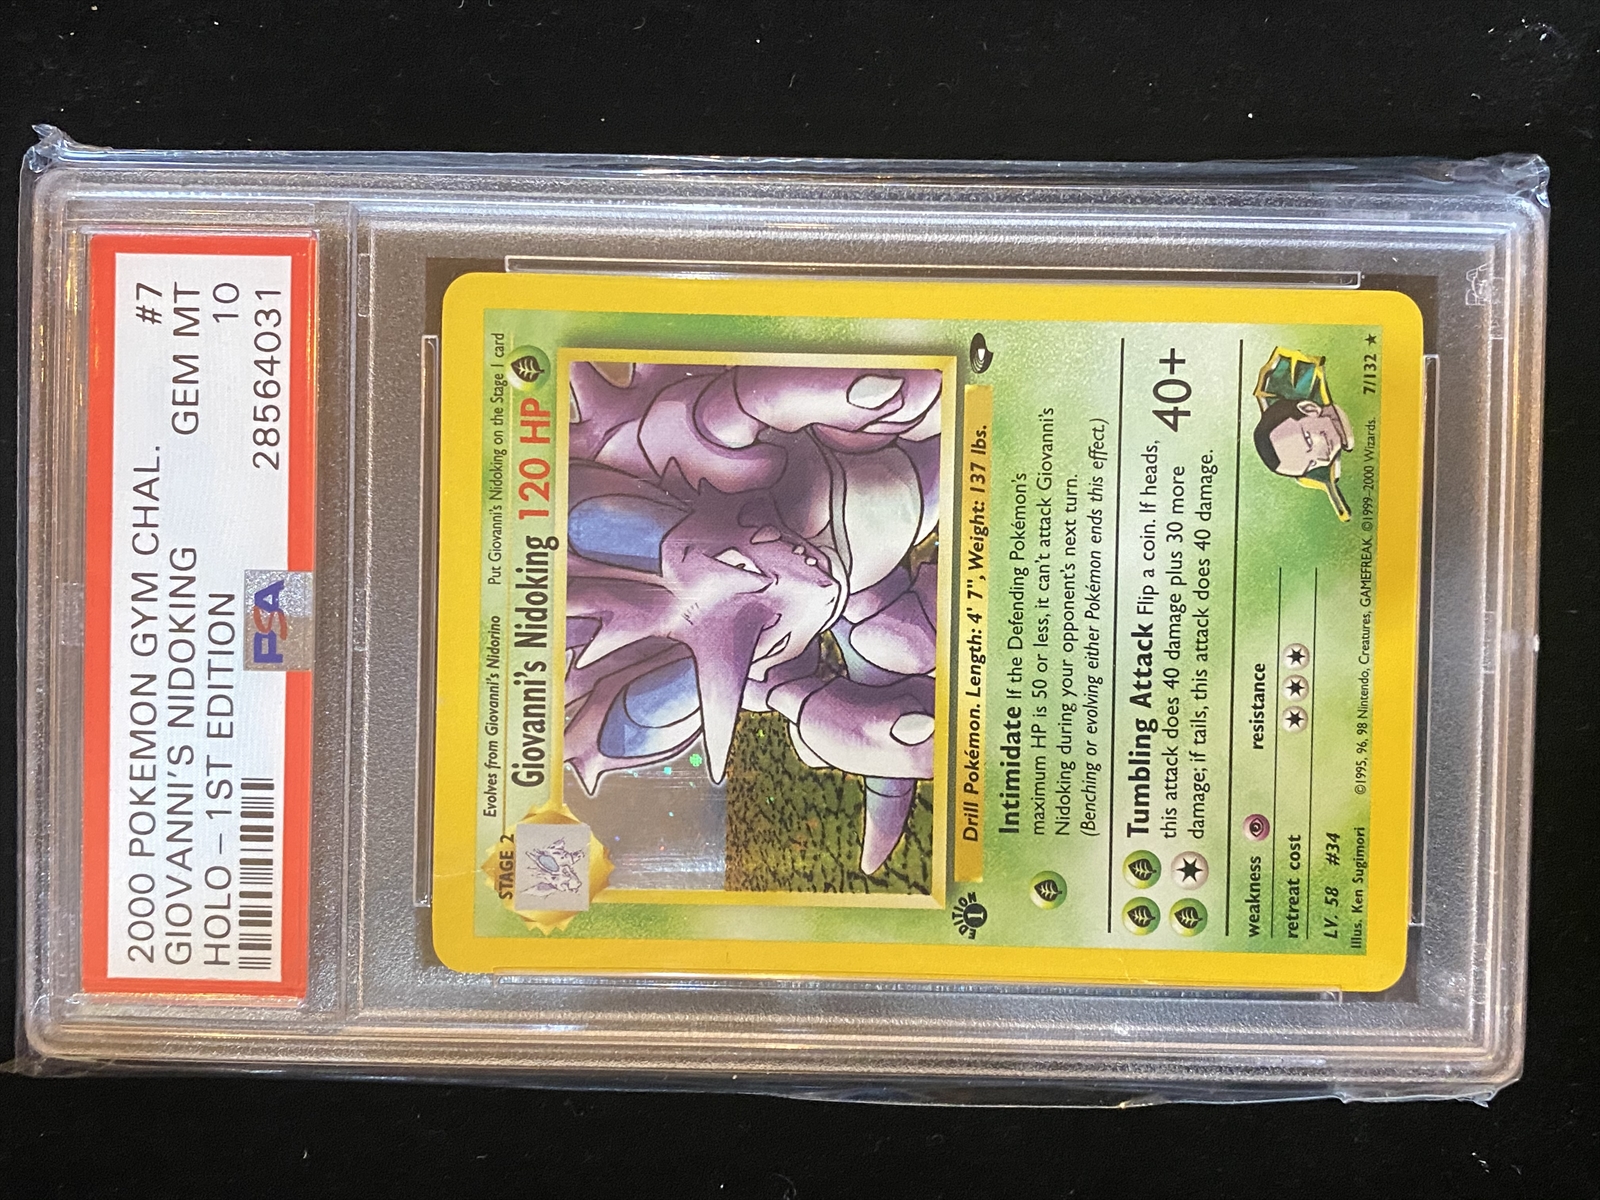 2000 POKEMON GYM CHAL. #7
GIOVANNI'S NIDOKING GEM MT
HOLO - 1ST EDITION 10
28564031
PSA
STAGE 2 Evolves from Giovanni's Nidorino Put Giovanni's Nidoking on the Stage 1 card
Giovanni's Nidoking 120 HP
EDITION
1
Drill Pokémon. Length: 4' 7", Weight: 137 lbs.
Intimidate If the Defending Pokémon's
maximum HP is 50 or less, it can't attack Giovanni's
Nidoking during your opponent's next turn.
(Benching or evolving either Pokémon ends this effect.)
Tumbling Attack Flip a coin. If heads,
this attack does 40 damage plus 30 more
damage; if tails, this attack does 40 damage.
40+
weakness resistance
retreat cost
LV. 58 #34
Illus. Ken Sugimori ©1995, 96, 98 Nintendo, Creatures, GAMEFREAK. ©1999-2000 Wizards. 7/132 ★